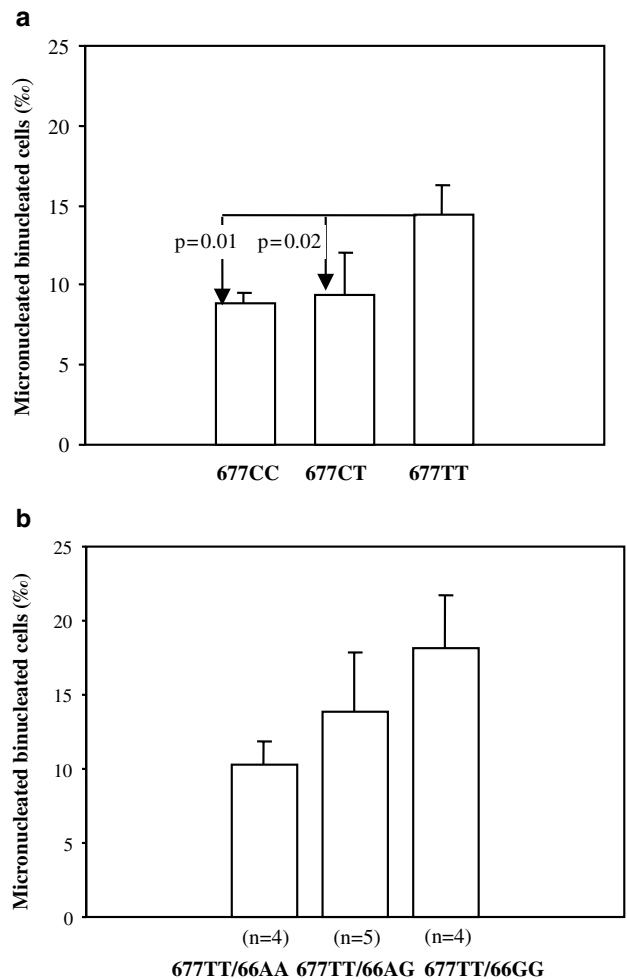 a
Micronucleated binucleated cells (‰)
25
20
15
10
5
0
p=0.01 p=0.02
677CC 677CT 677TT
b
Micronucleated binucleated cells (‰)
25
20
15
10
5
0
(n=4) (n=5) (n=4)
677TT/66AA 677TT/66AG 677TT/66GG